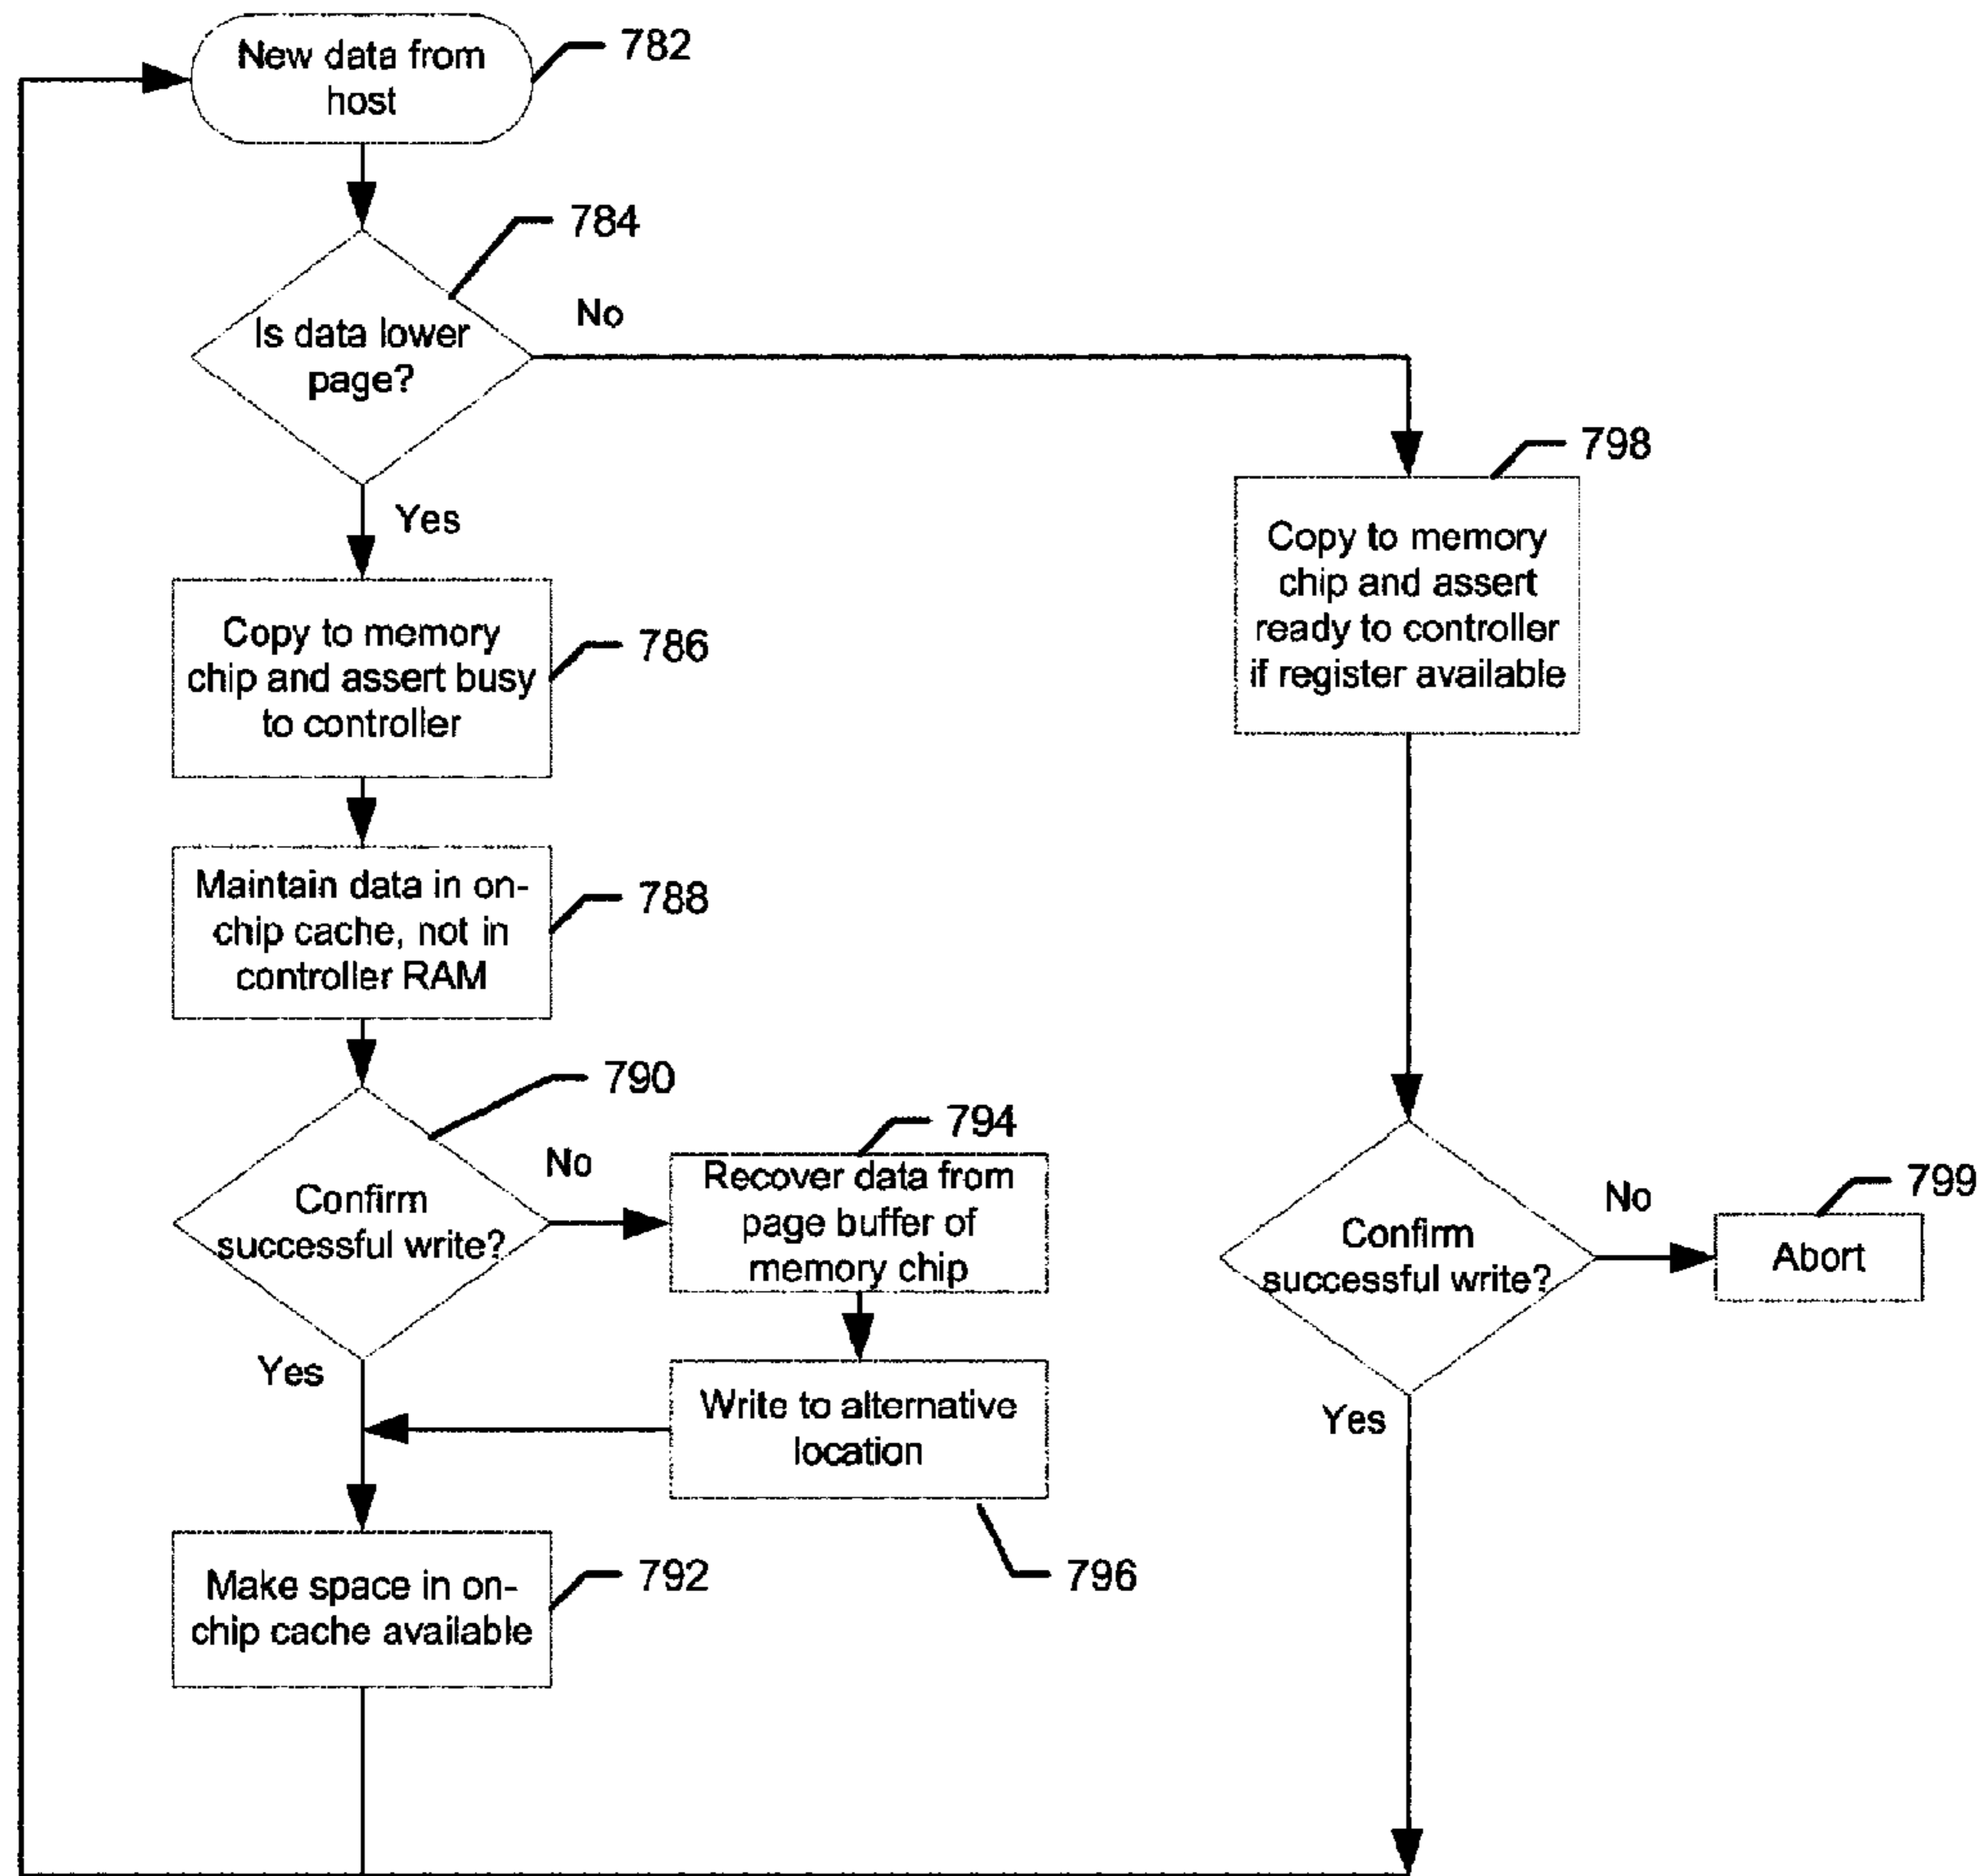 New data from
host
782
784
Is data lower
page?
No
Yes
798
Copy to memory
chip and assert
ready to controller
if register available
Copy to memory
chip and assert busy
to controller
786
Maintain data in on-
chip cache, not in
controller RAM
788
790
Confirm
successful write?
No
794
Recover data from
page buffer of
memory chip
Yes
Write to alternative
location
796
Make space in on-
chip cache available
792
Confirm
successful write?
No
799
Abort
Yes